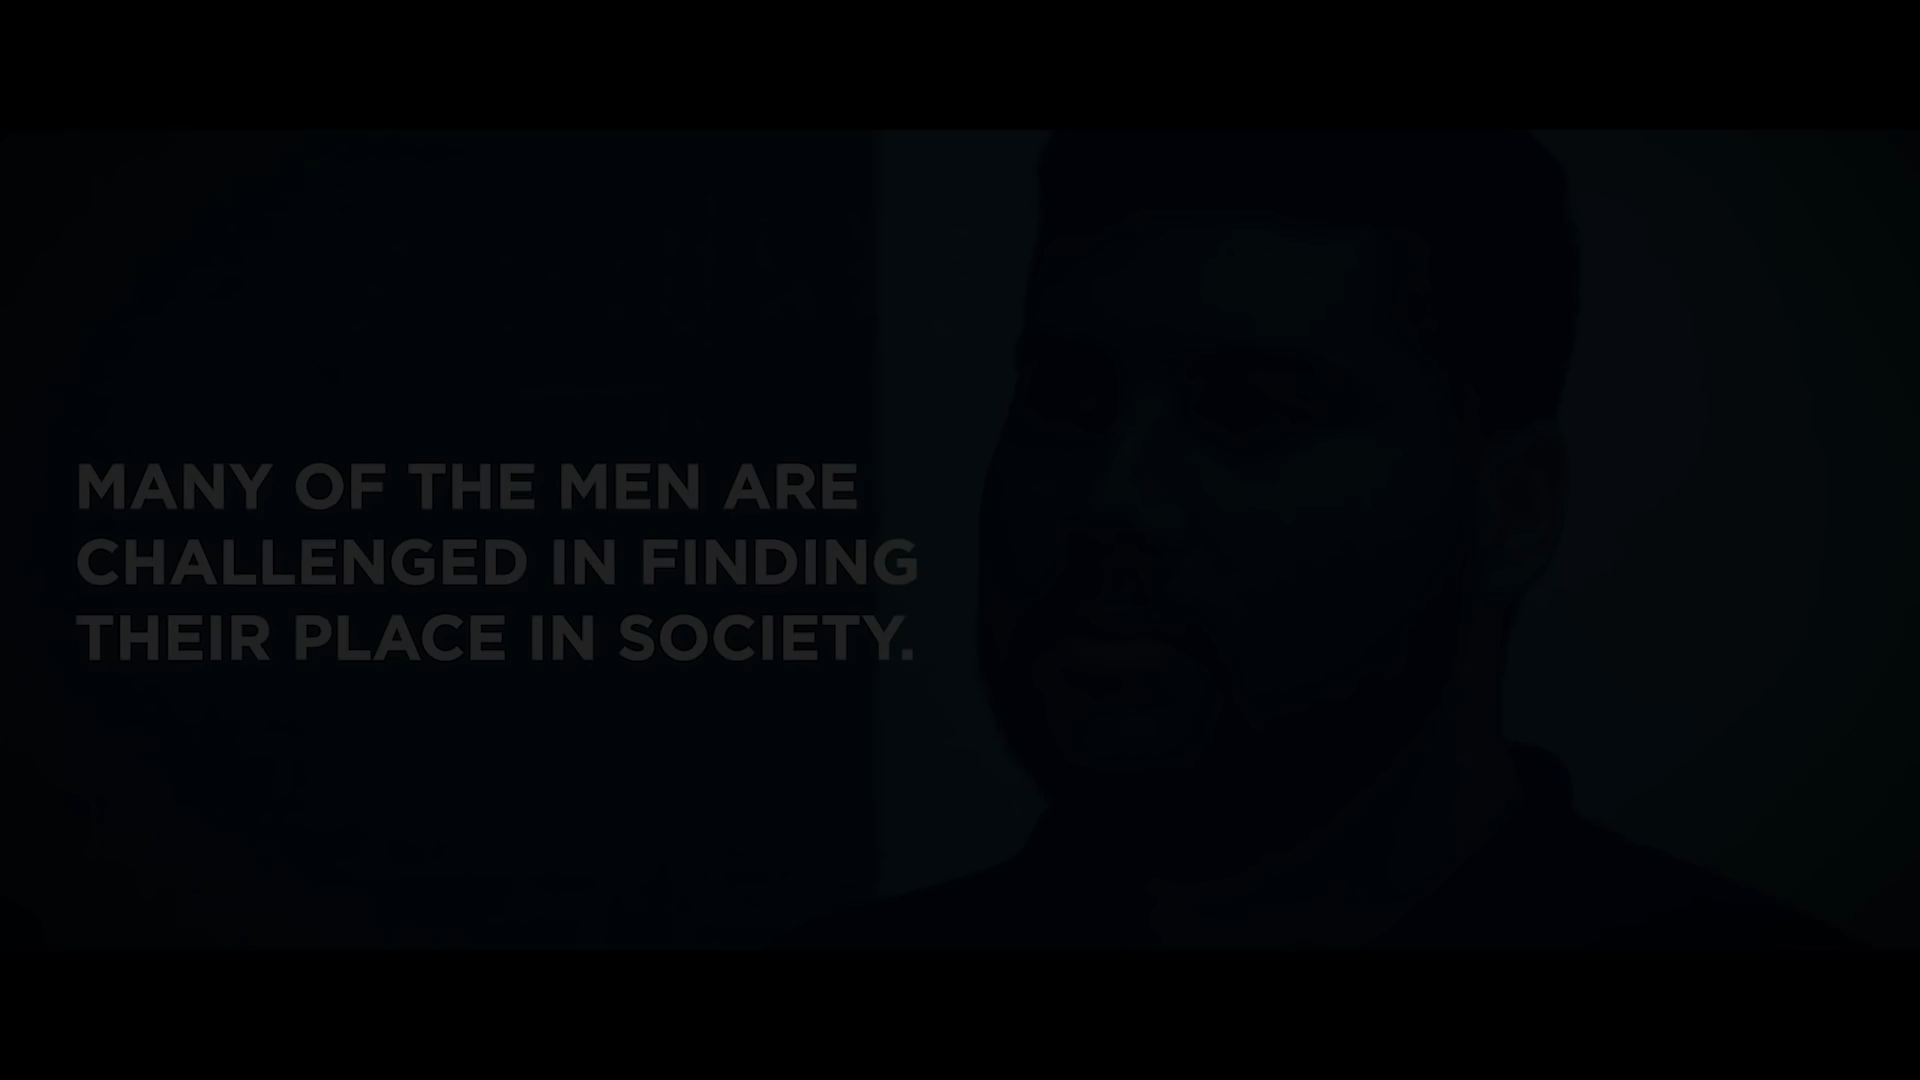 MANY OF THE MEN ARE
CHALLENGED IN FINDING
THEIR PLACE IN SOCIETY.